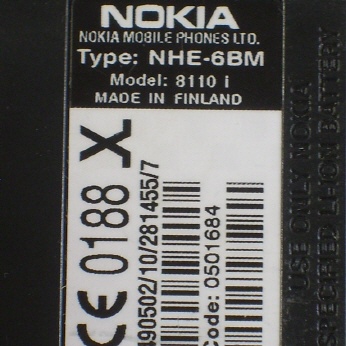 NOKIA
NOKIA MOBILE PHONES LTD.
Type: NHE-6BM
Model: 8110 i
MADE IN FINLAND
CE 0188 X
490502/10/281455/7
Code: 0501684
USE ONLY NOKIA
SPECIFIED LI-ION BATTERY